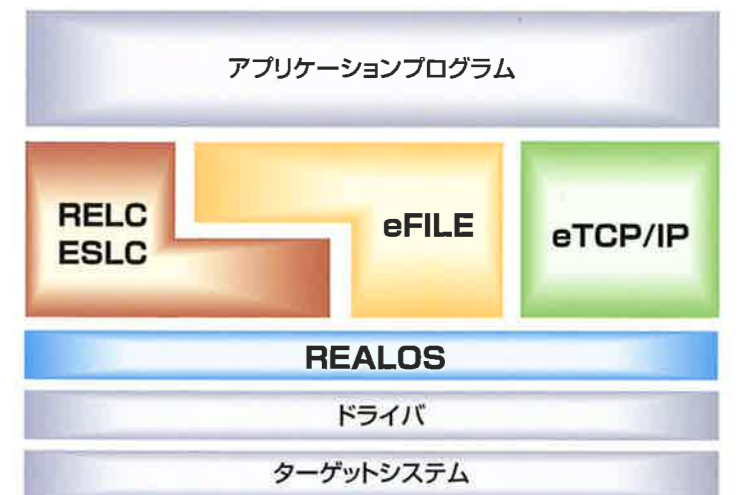 アプリケーションプログラム
RELC
ESLC
eFILE
eTCP/IP
REALOS
ドライバ
ターゲットシステム